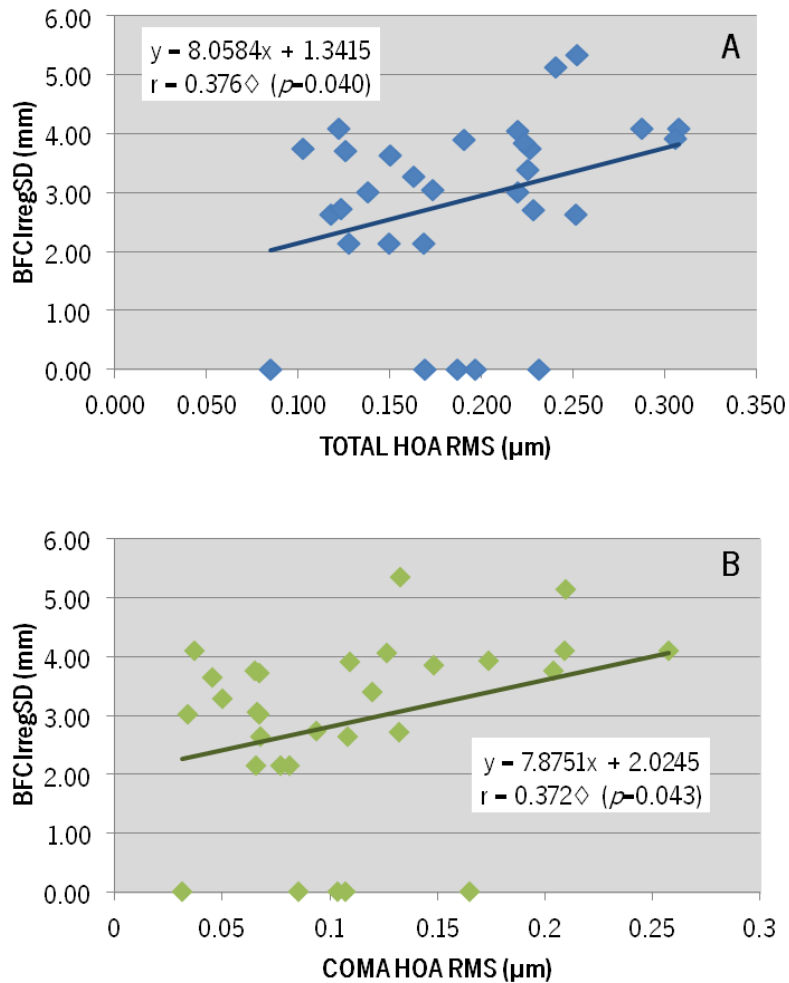 A
y = 8.0584x + 1.3415
r = 0.376◊ (p=0.040)
BFCIrregSD (mm)
6.00
5.00
4.00
3.00
2.00
1.00
0.00
0.000 0.050 0.100 0.150 0.200 0.250 0.300 0.350
TOTAL HOA RMS (µm)
B
BFCIrregSD (mm)
6.00
5.00
4.00
3.00
2.00
1.00
0.00
y = 7.8751x + 2.0245
r = 0.372◊ (p=0.043)
0 0.05 0.1 0.15 0.2 0.25 0.3
COMA HOA RMS (µm)